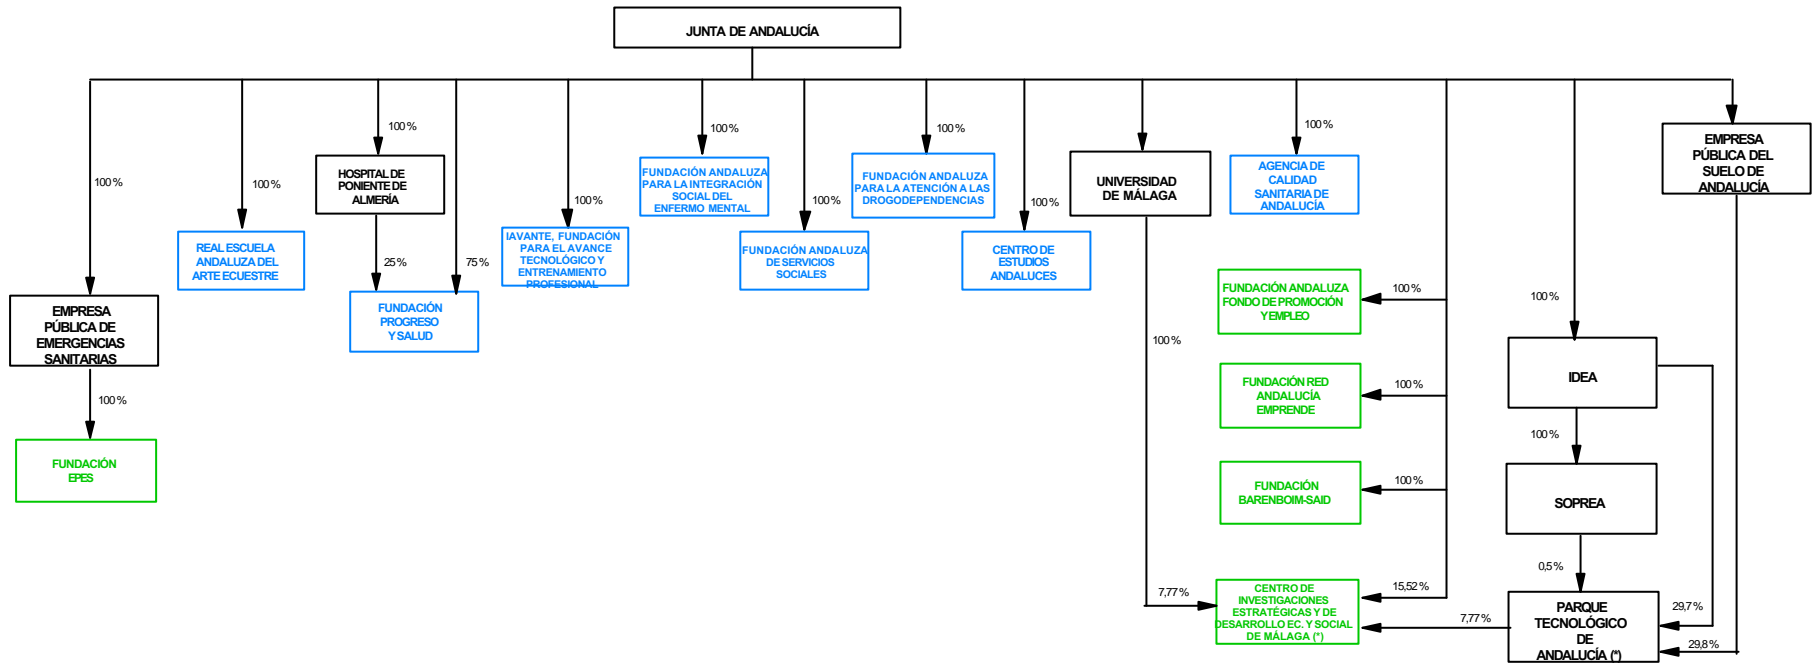 JUNTA DE ANDALUCÍA
100%
100%
EMPRESA
PÚBLICA DE
EMERGENCIAS
SANITARIAS
100%
FUNDACIÓN
EPES
100%
REAL ESCUELA
ANDALUZA DEL
ARTE ECUESTRE
100%
HOSPITAL DE
PONIENTE DE
ALMERÍA
25%
75%
FUNDACIÓN
PROGRESO
Y SALUD
100%
IAVANTE, FUNDACIÓN
PARA EL AVANCE
TECNOLÓGICO Y
ENTRENAMIENTO
PROFESIONAL
100%
FUNDACIÓN ANDALUZA
PARA LA INTEGRACIÓN
SOCIAL DEL
ENFERMO MENTAL
100%
FUNDACIÓN ANDALUZA
DE SERVICIOS
SOCIALES
100%
FUNDACIÓN ANDALUZA
PARA LA ATENCIÓN A LAS
DROGODEPENDENCIAS
CENTRO DE
ESTUDIOS
ANDALUCES
UNIVERSIDAD
DE MÁLAGA
100%
7,77%
100%
AGENCIA DE
CALIDAD
SANITARIA DE
ANDALUCÍA
FUNDACIÓN ANDALUZA
FONDO DE PROMOCIÓN
Y EMPLEO
100%
FUNDACIÓN RED
ANDALUCÍA
EMPRENDE
100%
FUNDACIÓN
BARENBOIM-SAID
100%
CENTRO DE
INVESTIGACIONES
ESTRATÉGICAS Y DE
DESARROLLO EC. Y SOCIAL
DE MÁLAGA (*)
15,52%
7,77%
100%
IDEA
100%
SOPREA
0,5%
PARQUE
TECNOLÓGICO
DE
ANDALUCÍA (*)
29,7%
29,8%
EMPRESA
PÚBLICA DEL
SUELO DE
ANDALUCÍA